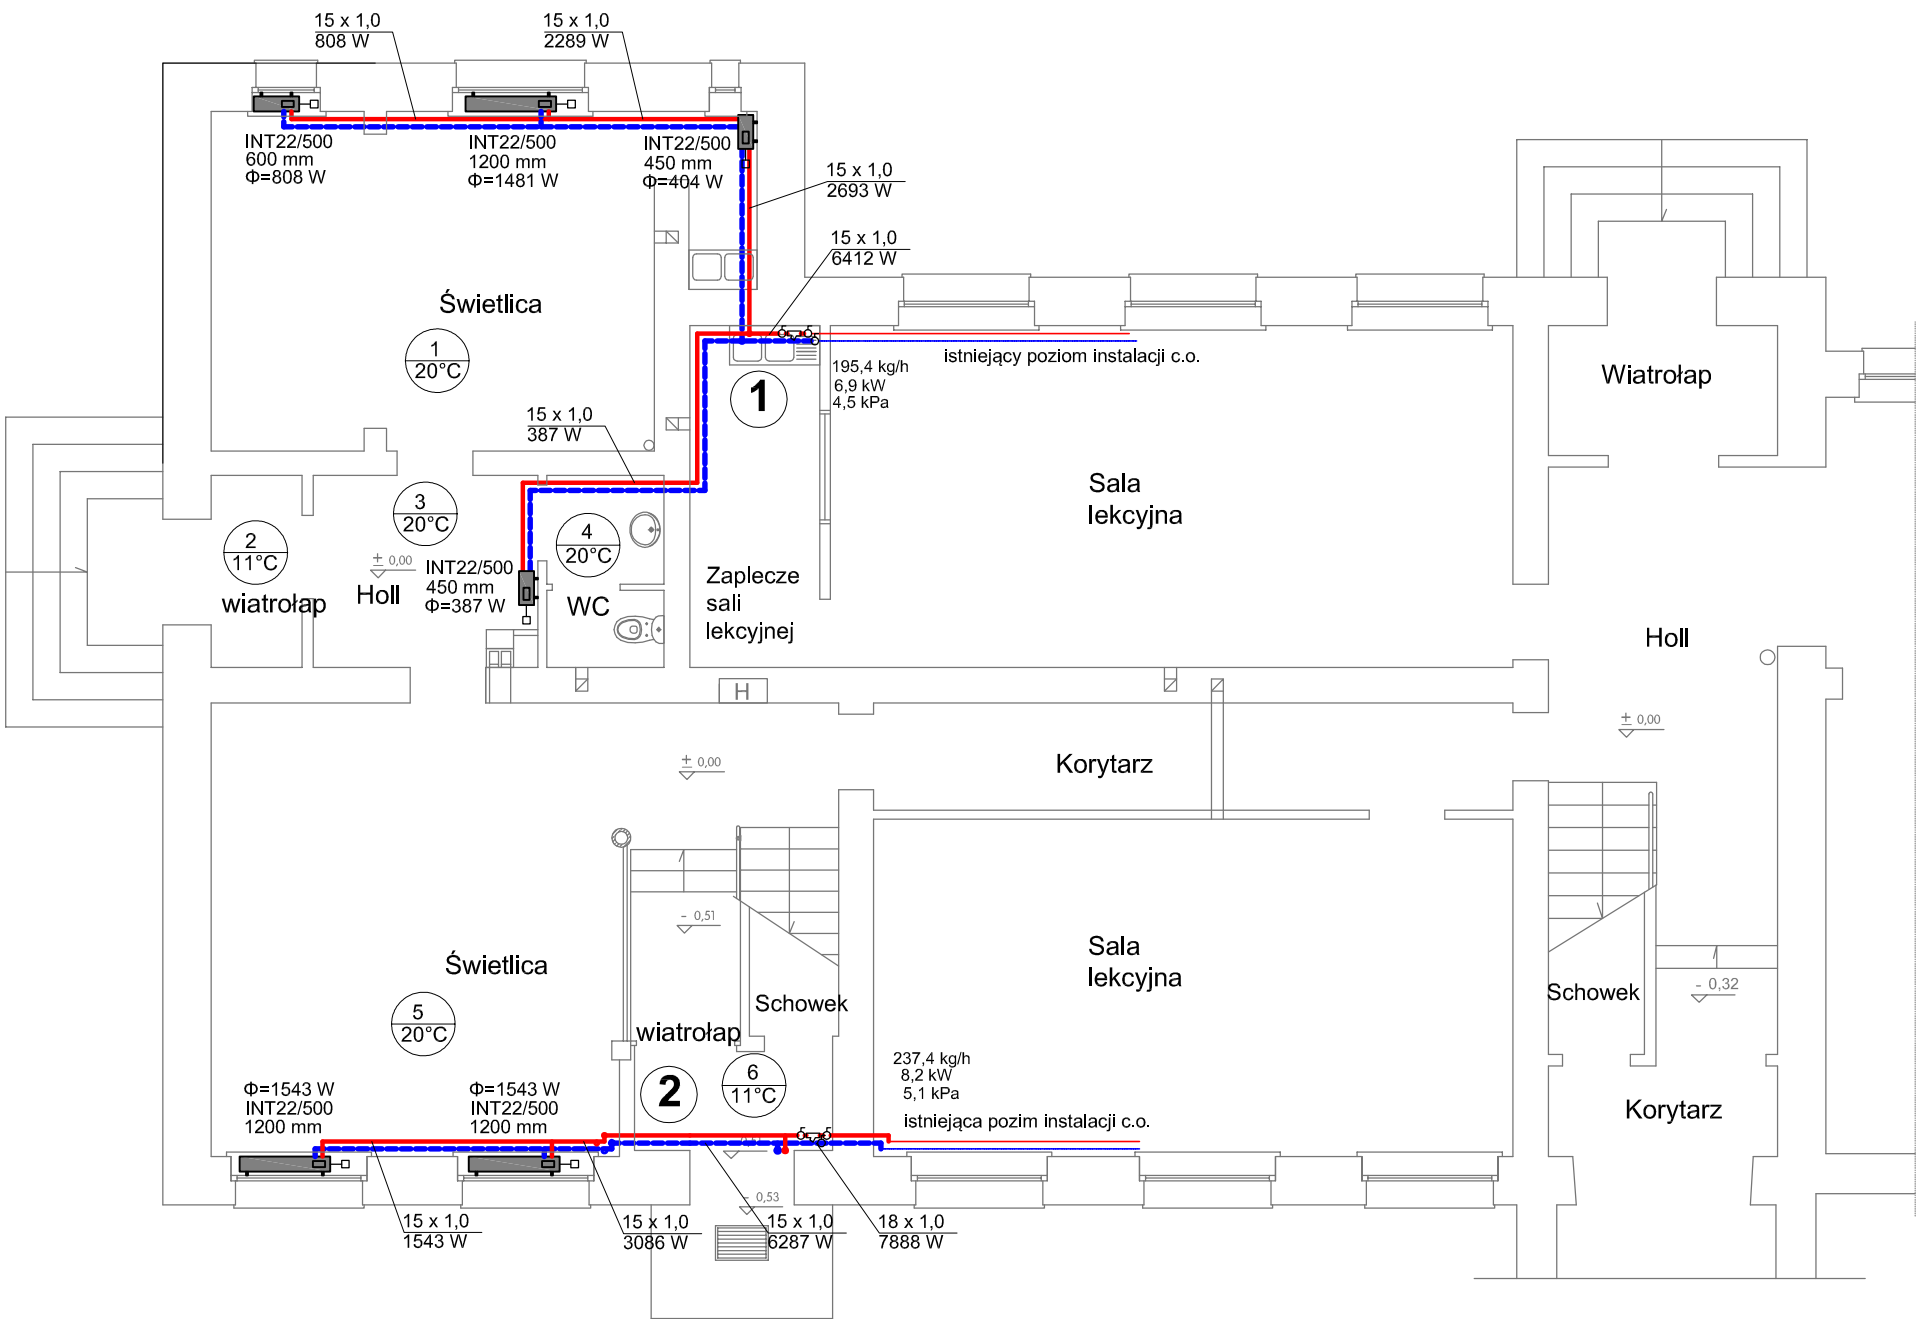 15 x 1,0
808 W
15 x 1,0
2289 W
INT22/500
600 mm
Φ=808 W
INT22/500
1200 mm
Φ=1481 W
INT22/500
450 mm
Φ=404 W
15 x 1,0
2693 W
15 x 1,0
6412 W
Świetlica
1
20°C
istniejący poziom instalacji c.o.
195,4 kg/h
6,9 kW
4,5 kPa
1
Wiatrołap
15 x 1,0
387 W
Sala
lekcyjna
3
20°C
2
11°C
4
20°C
± 0,00
INT22/500
450 mm
Φ=387 W
wiatrołap
Holl
WC
Zaplecze
sali
lekcyjnej
Holl
H
± 0,00
± 0,00
Korytarz
- 0,51
Świetlica
Sala
lekcyjna
Schowek
Schowek
- 0,32
5
20°C
wiatrołap
6
11°C
2
237,4 kg/h
8,2 kW
5,1 kPa
istniejąca pozim instalacji c.o.
Korytarz
Φ=1543 W
INT22/500
1200 mm
Φ=1543 W
INT22/500
1200 mm
- 0,53
15 x 1,0
1543 W
15 x 1,0
3086 W
15 x 1,0
6287 W
18 x 1,0
7888 W